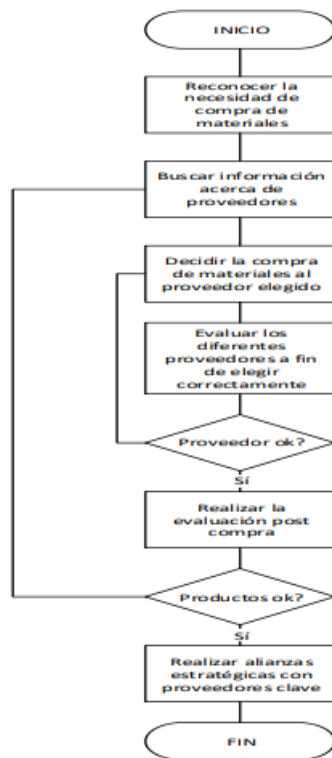 INICIO
Reconocer la
necesidad de
compra de
materiales
Buscar información
acerca de
proveedores
Decidir la compra
de materiales al
proveedor elegido
Evaluar los
diferentes
proveedores a fin
de elegir
correctamente
Proveedor ok?
Sí
Realizar la
evaluación post
compra
Productos ok?
Sí
Realizar alianzas
estratégicas con
proveedores clave
FIN